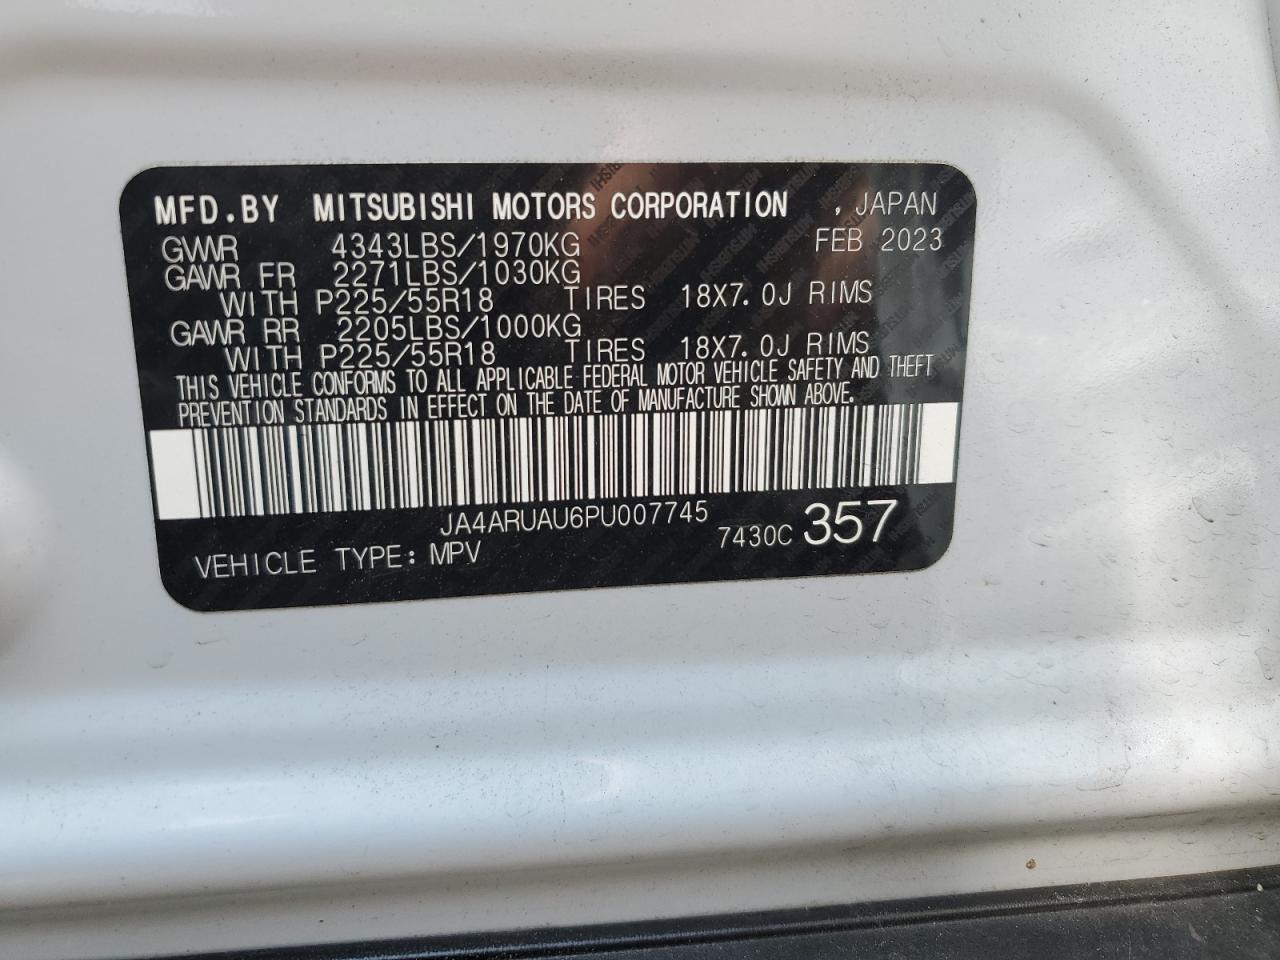 MFD.BY MITSUBISHI MOTORS CORPORATION , JAPAN
GVWR 4343LBS/1970KG FEB 2023
GAWR FR 2271LBS/1030KG
WITH P225/55R18 TIRES 18X7.0J RIMS
GAWR RR 2205LBS/1000KG
WITH P225/55R18 TIRES 18X7.0J RIMS
THIS VEHICLE CONFORMS TO ALL APPLICABLE FEDERAL MOTOR VEHICLE SAFETY AND THEFT
PREVENTION STANDARDS IN EFFECT ON THE DATE OF MANUFACTURE SHOWN ABOVE.
JA4ARUAU6PU007745
7430C 357
VEHICLE TYPE: MPV